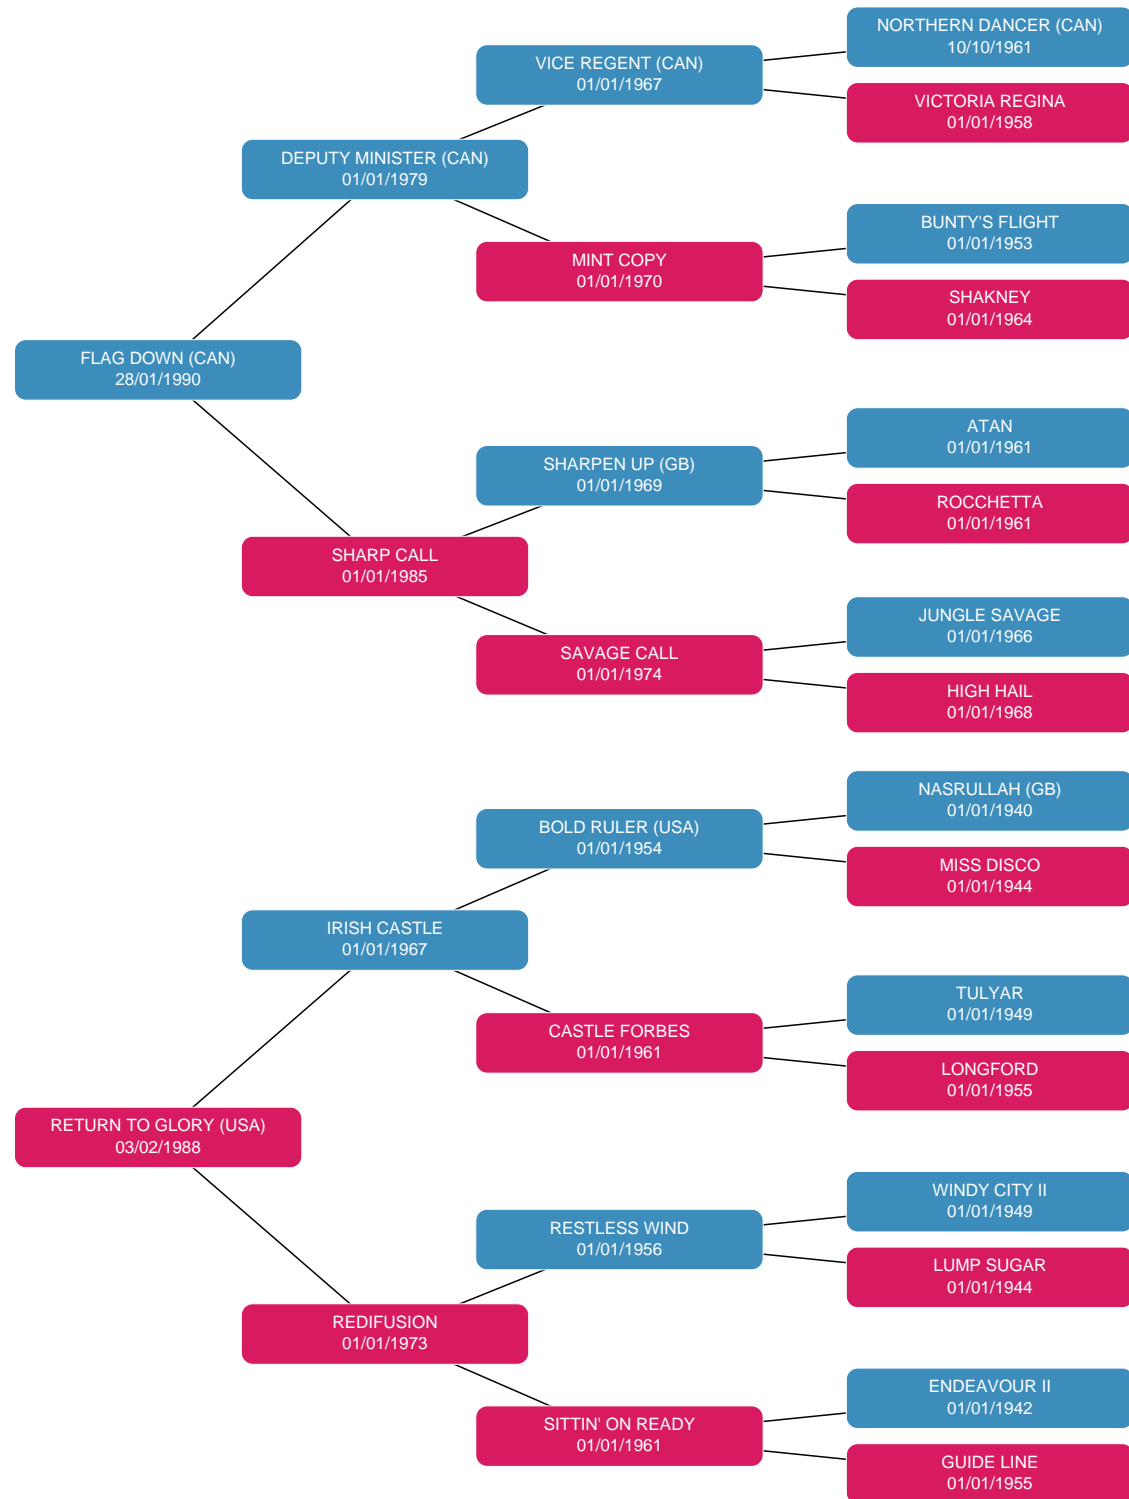 NORTHERN DANCER (CAN)
10/10/1961
VICE REGENT (CAN)
01/01/1967
VICTORIA REGINA
01/01/1958
DEPUTY MINISTER (CAN)
01/01/1979
BUNTY'S FLIGHT
01/01/1953
MINT COPY
01/01/1970
SHAKNEY
01/01/1964
FLAG DOWN (CAN)
28/01/1990
ATAN
01/01/1961
SHARPEN UP (GB)
01/01/1969
ROCCHETTA
01/01/1961
SHARP CALL
01/01/1985
JUNGLE SAVAGE
01/01/1966
SAVAGE CALL
01/01/1974
HIGH HAIL
01/01/1968
NASRULLAH (GB)
01/01/1940
BOLD RULER (USA)
01/01/1954
MISS DISCO
01/01/1944
IRISH CASTLE
01/01/1967
TULYAR
01/01/1949
CASTLE FORBES
01/01/1961
LONGFORD
01/01/1955
RETURN TO GLORY (USA)
03/02/1988
WINDY CITY II
01/01/1949
RESTLESS WIND
01/01/1956
LUMP SUGAR
01/01/1944
REDIFUSION
01/01/1973
ENDEAVOUR II
01/01/1942
SITTIN' ON READY
01/01/1961
GUIDE LINE
01/01/1955